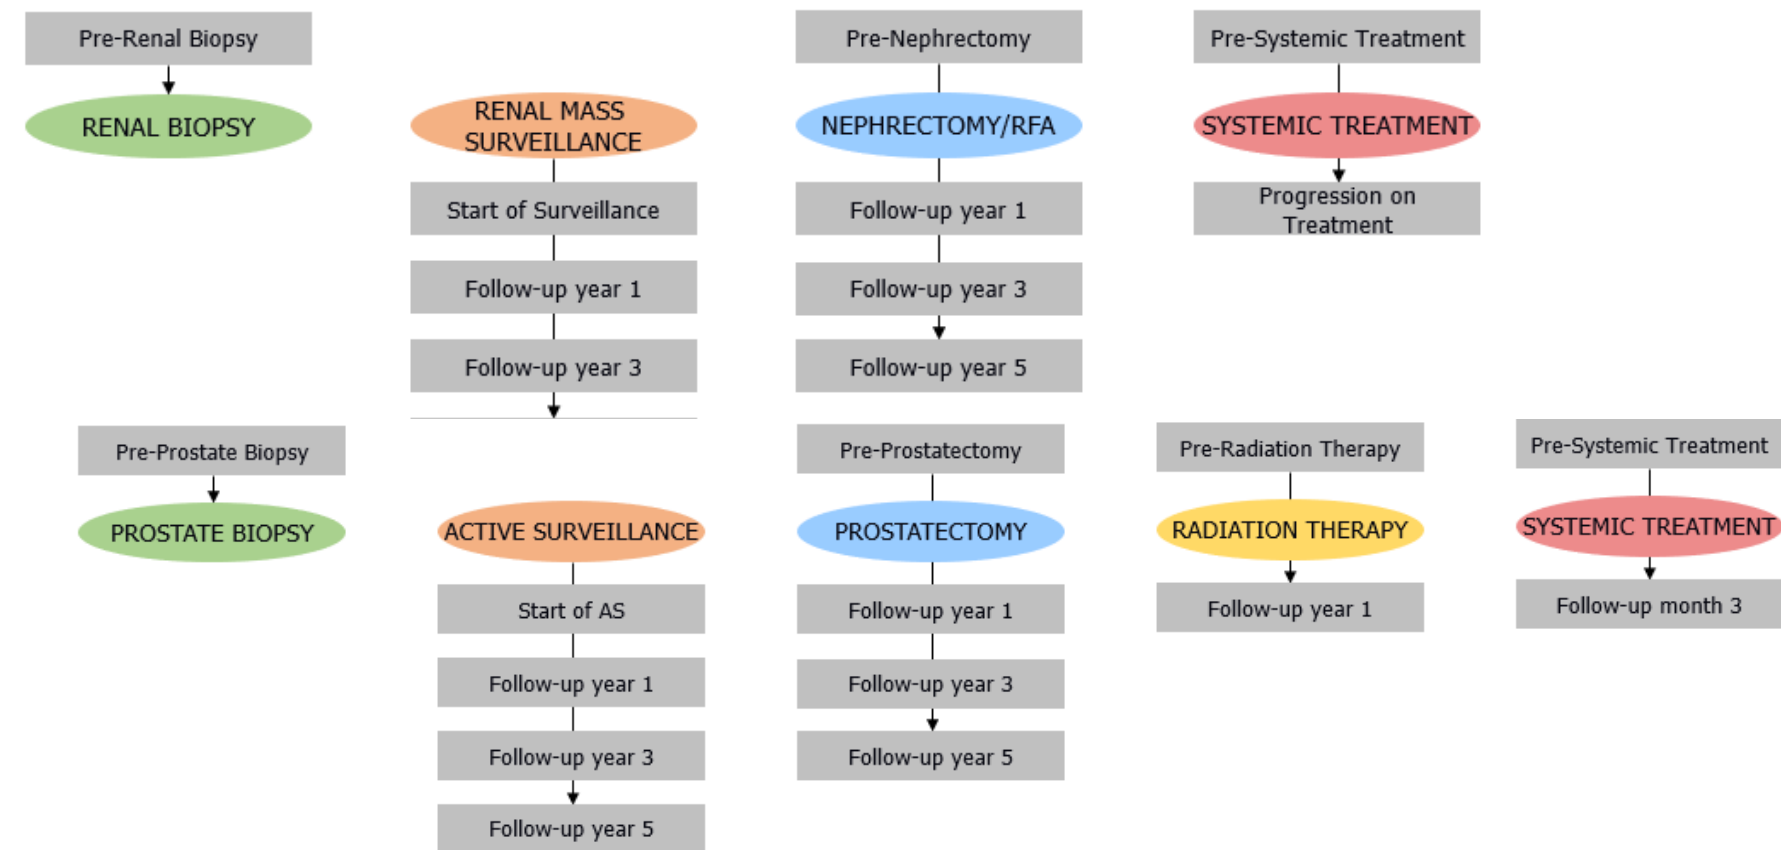 Pre-Renal Biopsy
RENAL BIOPSY
RENAL MASS
SURVEILLANCE
Start of Surveillance
Follow-up year 1
Follow-up year 3
Pre-Nephrectomy
NEPHRECTOMY/RFA
Follow-up year 1
Follow-up year 3
Follow-up year 5
Pre-Systemic Treatment
SYSTEMIC TREATMENT
Progression on
Treatment
Pre-Prostate Biopsy
PROSTATE BIOPSY
ACTIVE SURVEILLANCE
Start of AS
Follow-up year 1
Follow-up year 3
Follow-up year 5
Pre-Prostatectomy
PROSTATECTOMY
Follow-up year 1
Follow-up year 3
Follow-up year 5
Pre-Radiation Therapy
RADIATION THERAPY
Follow-up year 1
Pre-Systemic Treatment
SYSTEMIC TREATMENT
Follow-up month 3